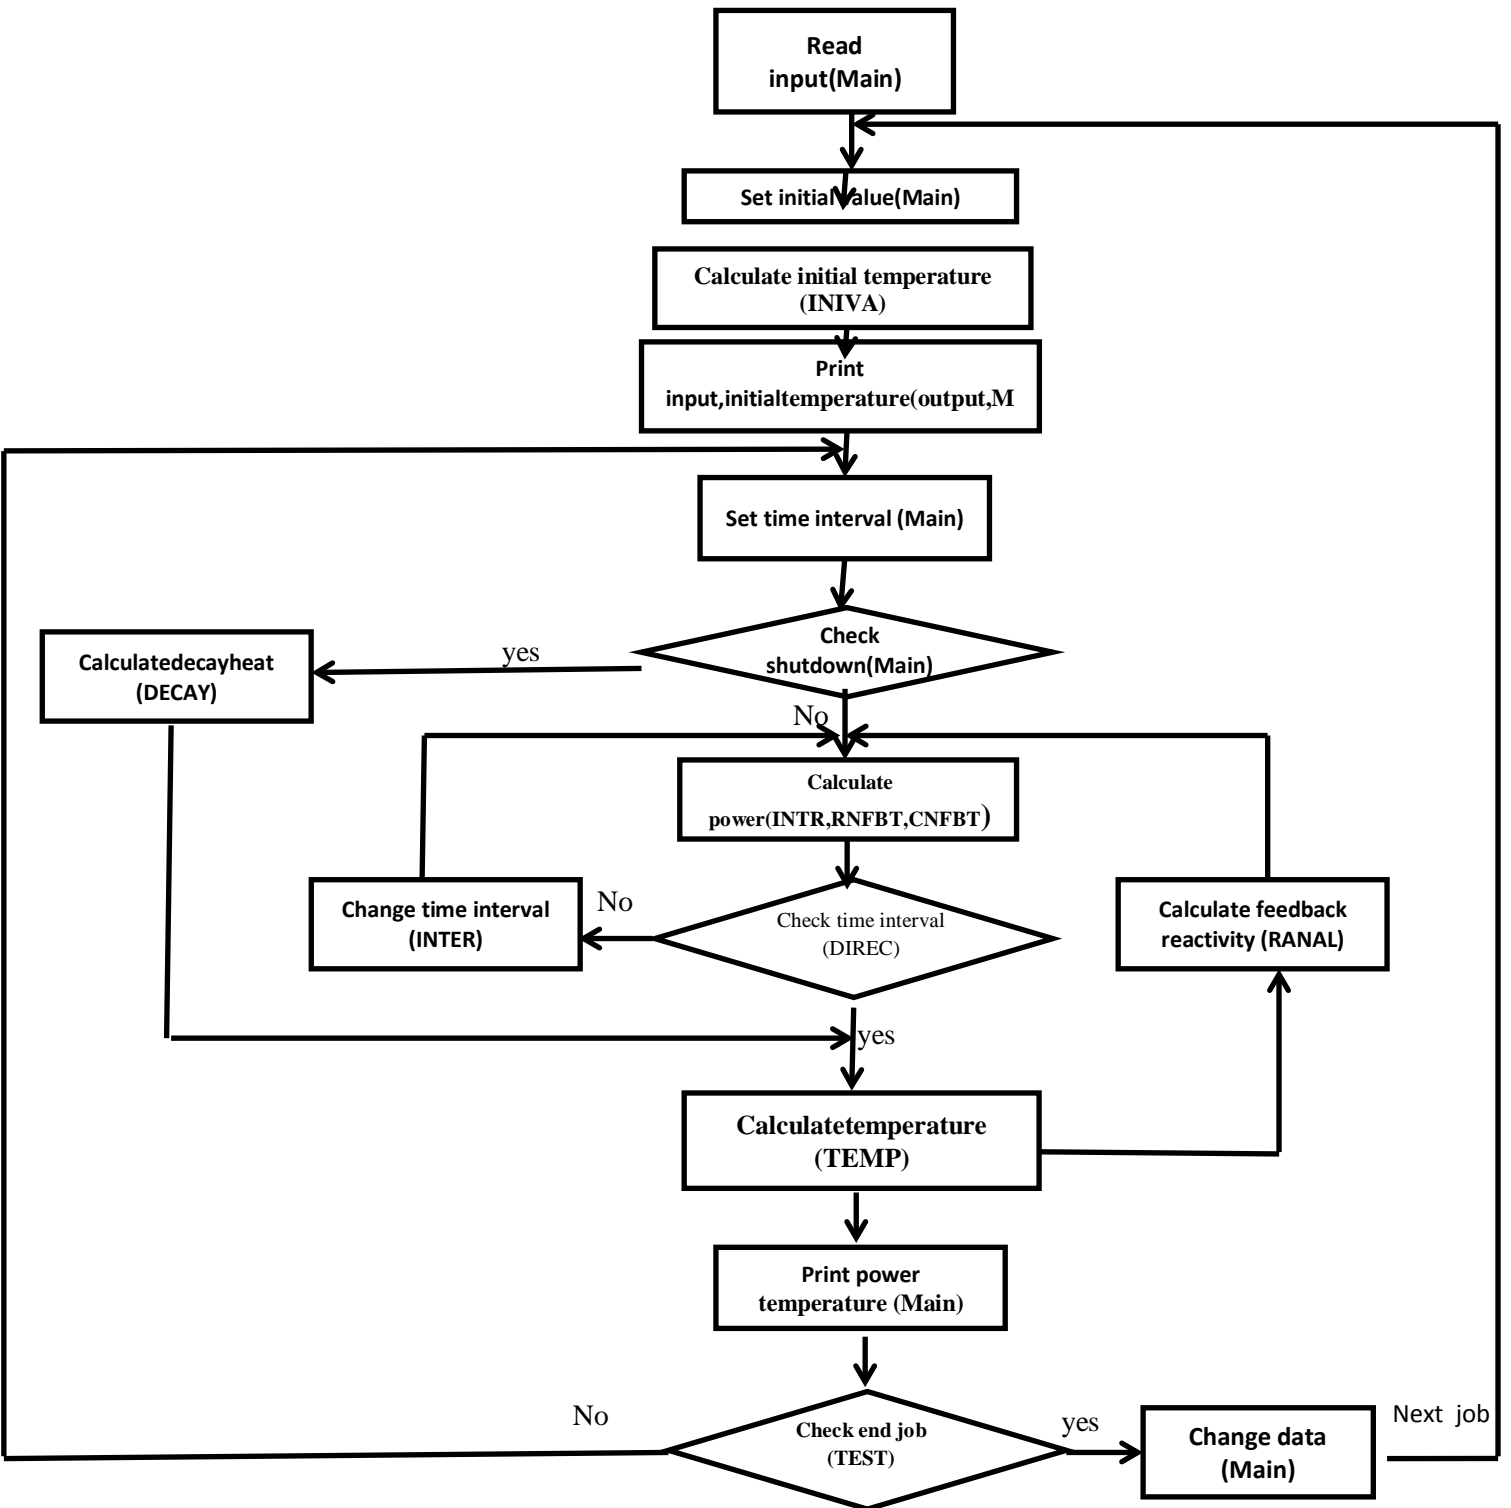 Read
input(Main)
Set initial value(Main)
Calculate initial temperature
(INIVA)
Print
input,initialtemperature(output,M
Set time interval (Main)
Check
shutdown(Main)
yes
Calculatedecayheat
(DECAY)
No
Calculate
power(INTR,RNFBT,CNFBT)
Change time interval
(INTER)
No
Check time interval
(DIREC)
Calculate feedback
reactivity (RANAL)
yes
Calculatetemperature
(TEMP)
Print power
temperature (Main)
No
Check end job
(TEST)
yes
Change data
(Main)
Next job